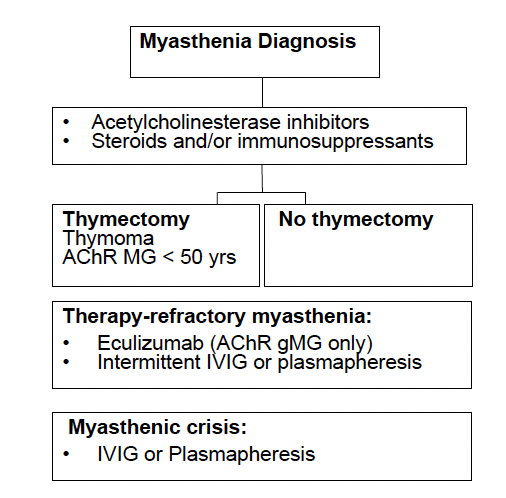 Myasthenia Diagnosis
• Acetylcholinesterase inhibitors
• Steroids and/or immunosuppressants
Thymectomy
Thymoma
AChR MG < 50 yrs
No thymectomy
Therapy-refractory myasthenia:
• Eculizumab (AChR gMG only)
• Intermittent IVIG or plasmapheresis
Myasthenic crisis:
• IVIG or Plasmapheresis